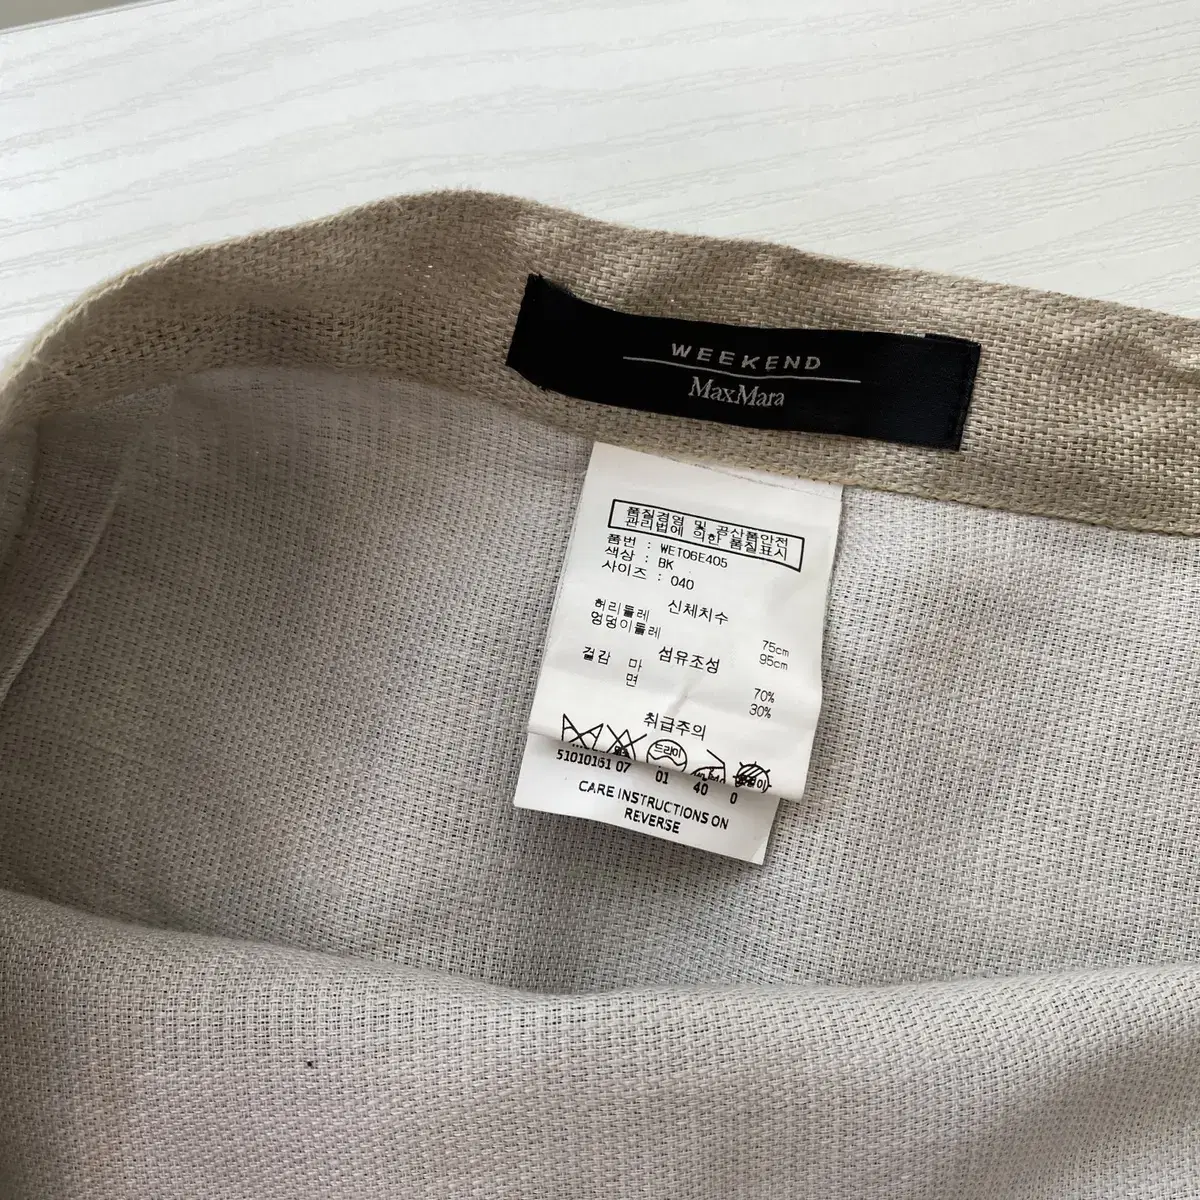 WEEKEND
MaxMara
품질경영 및 공산품안전
관리법에 의한 품질표시
품번 : WET06E405
색상 : BK
사이즈 : 040
신체치수
허리둘레 75cm
엉덩이둘레 95cm
섬유조성
겉감 마 70%
면 30%
취급주의
드라이
51010161 07 01 40 0
CARE INSTRUCTIONS ON
REVERSE